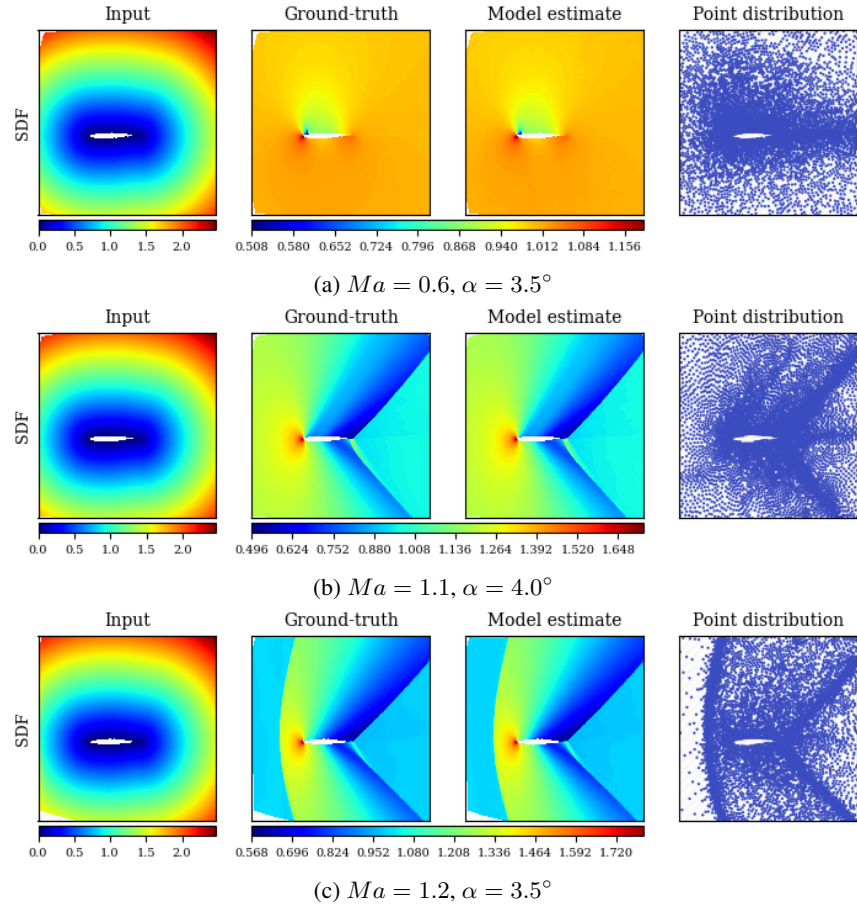 Input Ground-truth Model estimate Point distribution
SDF
0.0 0.5 1.0 1.5 2.0 0.508 0.580 0.652 0.724 0.796 0.868 0.940 1.012 1.084 1.156
(a) Ma = 0.6, α = 3.5°
Input Ground-truth Model estimate Point distribution
SDF
0.0 0.5 1.0 1.5 2.0 0.496 0.624 0.752 0.880 1.008 1.136 1.264 1.392 1.520 1.648
(b) Ma = 1.1, α = 4.0°
Input Ground-truth Model estimate Point distribution
SDF
0.0 0.5 1.0 1.5 2.0 0.568 0.696 0.824 0.952 1.080 1.208 1.336 1.464 1.592 1.720
(c) Ma = 1.2, α = 3.5°